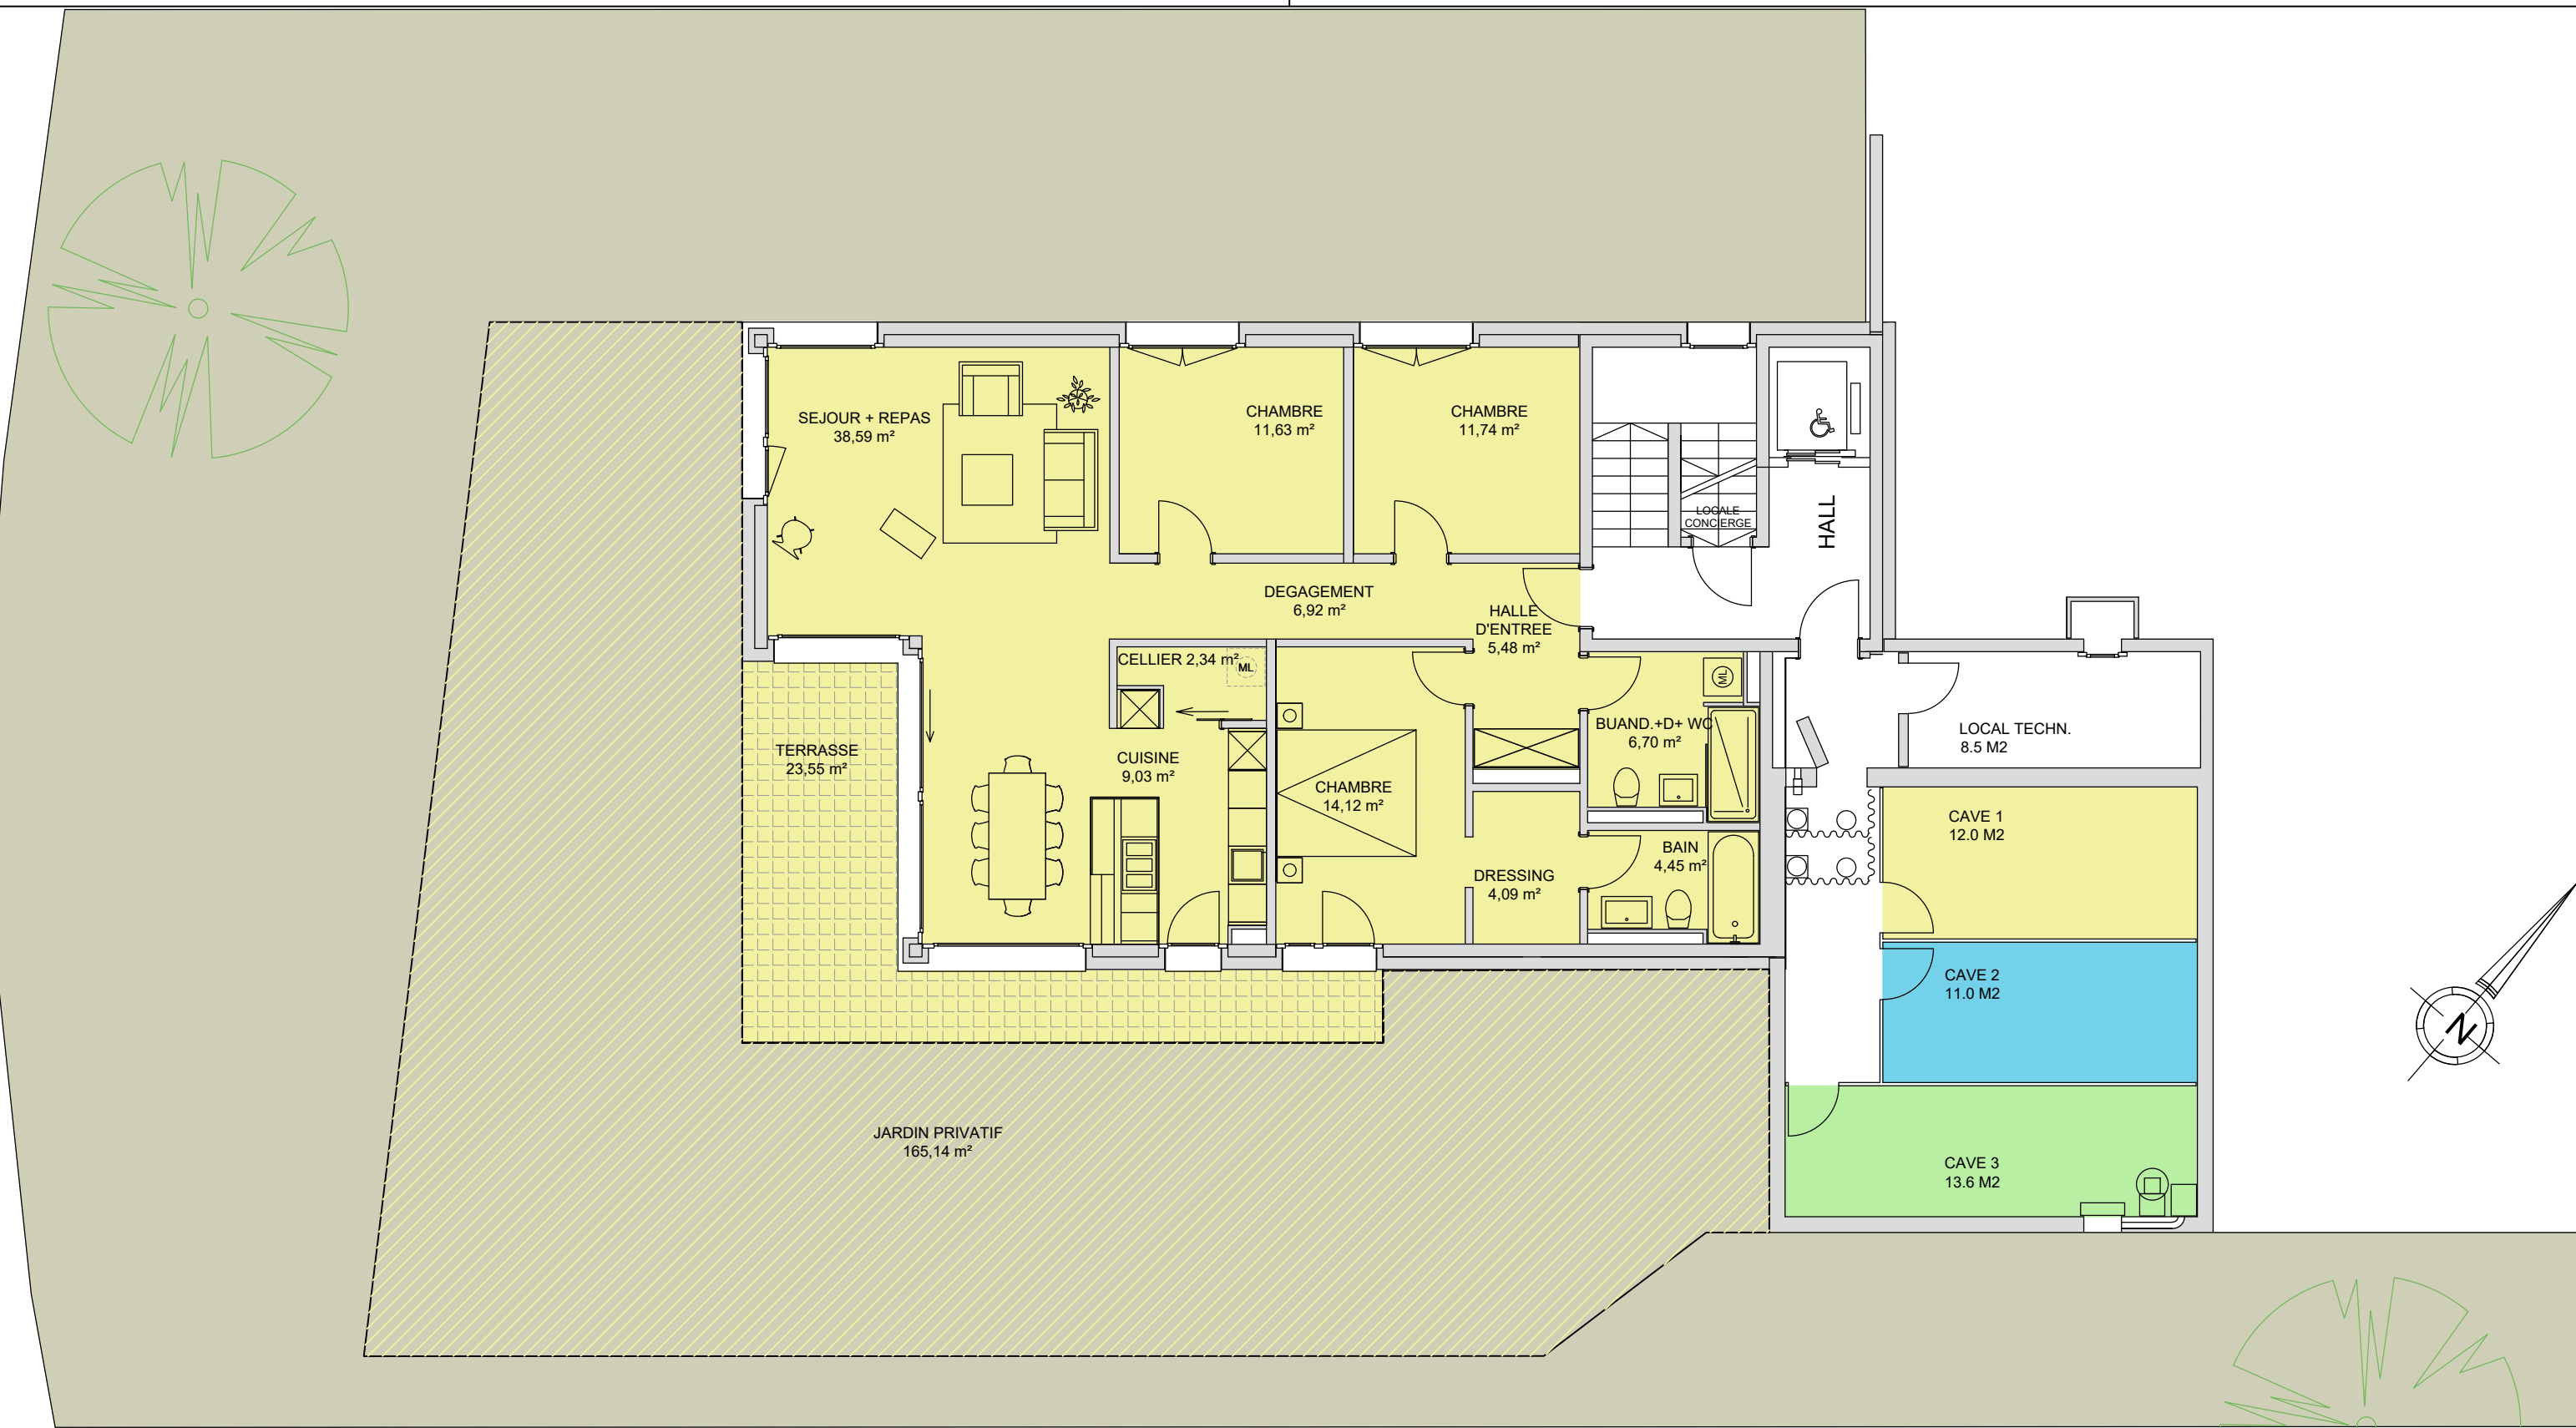 SEJOUR + REPAS
38,59 m²
CHAMBRE
11,63 m²
CHAMBRE
11,74 m²
LOCALE
CONCIERGE
HALL
DEGAGEMENT
6,92 m²
HALLE
D'ENTREE
5,48 m²
CELLIER 2,34 m²
ML
ML
TERRASSE
23,55 m²
CUISINE
9,03 m²
CHAMBRE
14,12 m²
BUAND.+D+ WC
6,70 m²
DRESSING
4,09 m²
BAIN
4,45 m²
LOCAL TECHN.
8.5 M2
CAVE 1
12.0 M2
CAVE 2
11.0 M2
CAVE 3
13.6 M2
N
JARDIN PRIVATIF
165,14 m²